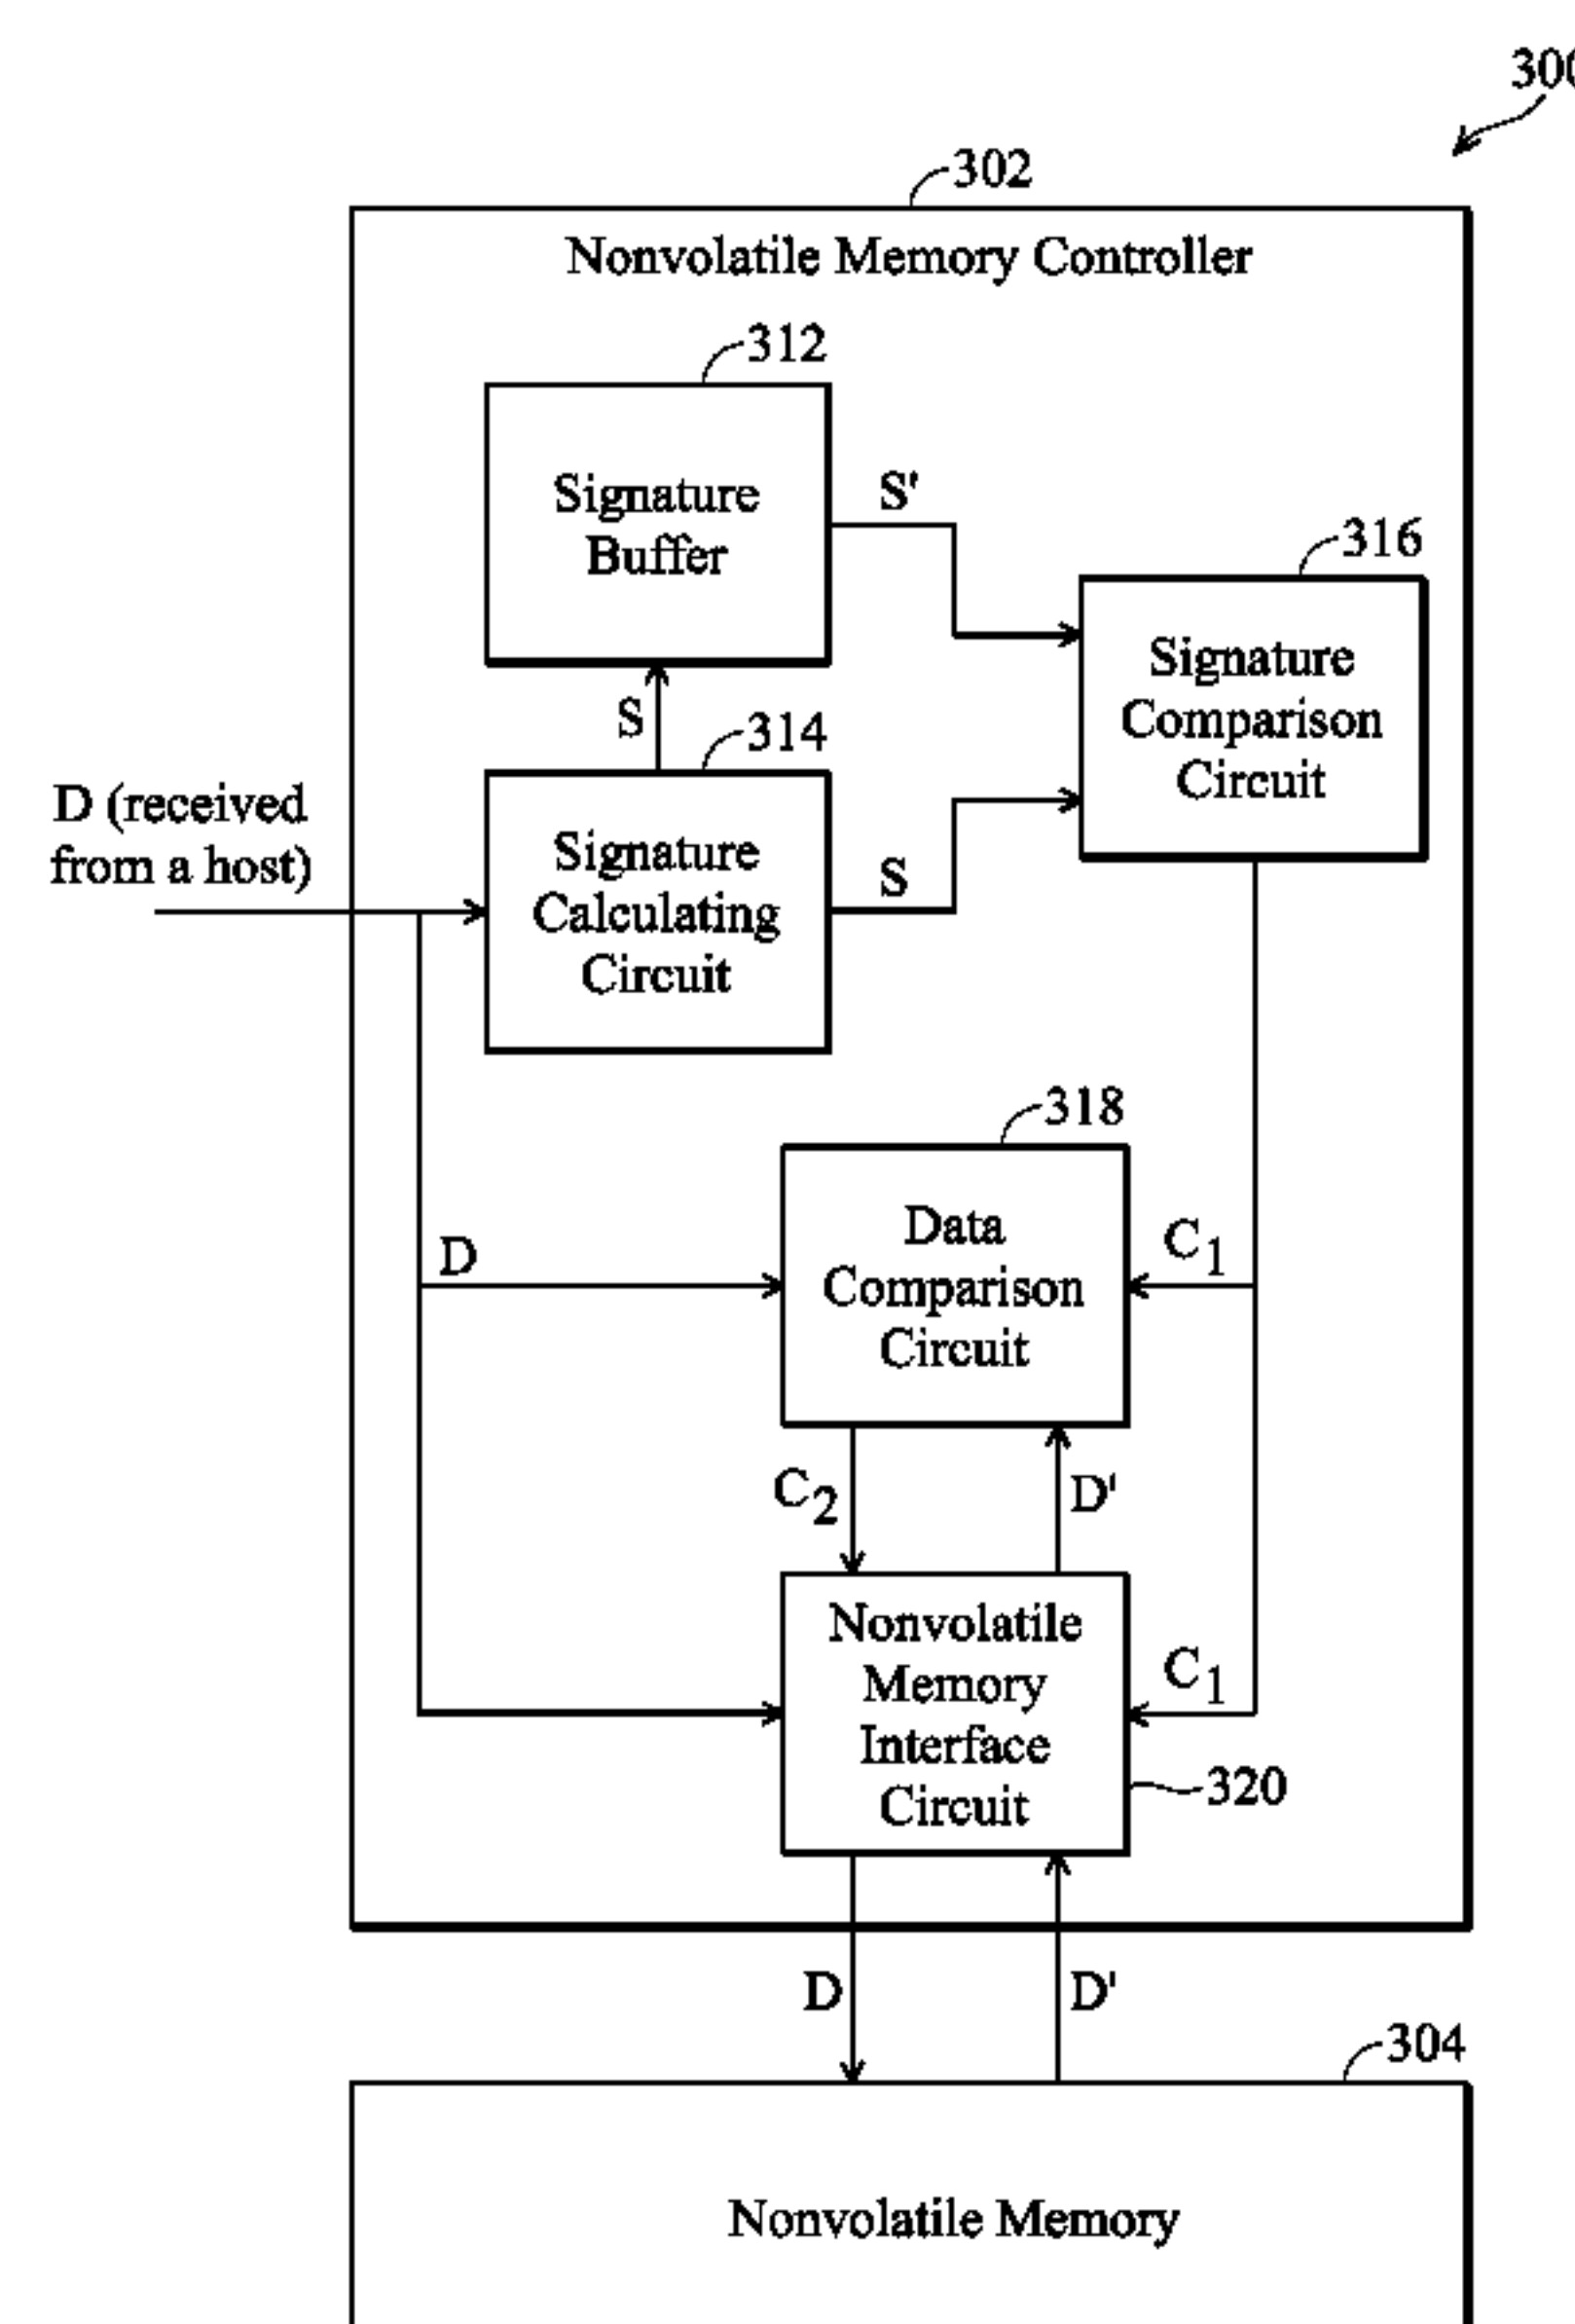 300
302
Nonvolatile Memory Controller
312
Signature
Buffer
S'
316
Signature
Comparison
Circuit
S
314
D (received
from a host)
Signature
Calculating
Circuit
S
318
Data
Comparison
Circuit
D
C1
C2
D'
Nonvolatile
Memory
Interface
Circuit
C1
320
D
D'
304
Nonvolatile Memory